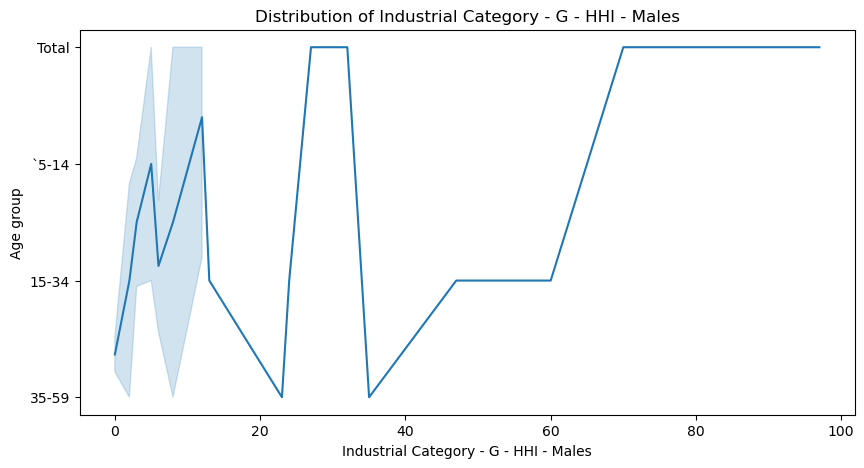 Distribution of Industrial Category - G - HHI - Males
Total
`5-14
15-34
35-59
Age group
0 20 40 60 80 100
Industrial Category - G - HHI - Males